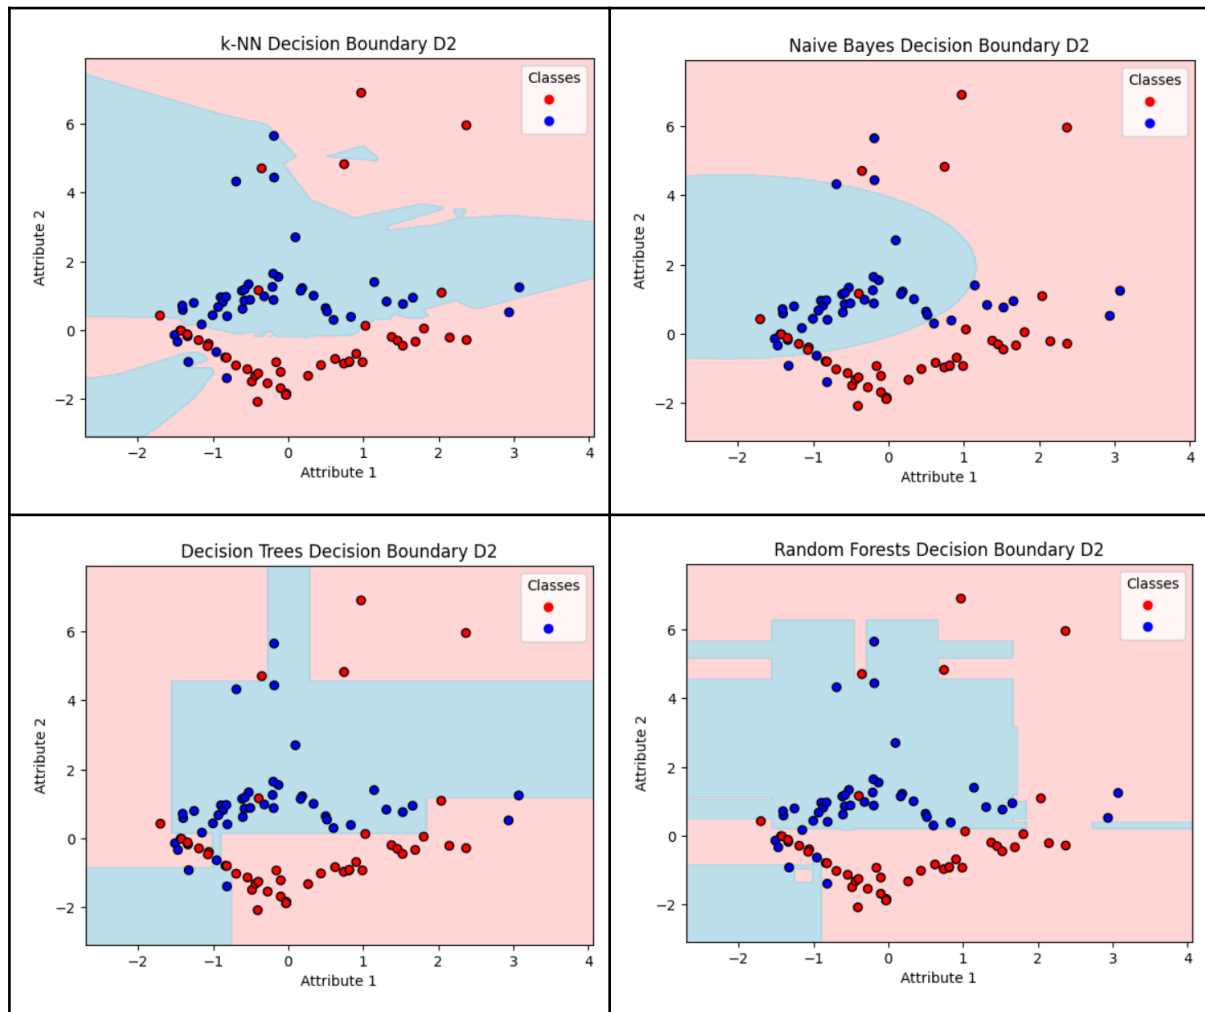 k-NN Decision Boundary D2
Classes
Attribute 2
6
4
2
0
−2
−2 −1 0 1 2 3 4
Attribute 1
Naive Bayes Decision Boundary D2
Classes
Attribute 2
6
4
2
0
−2
−2 −1 0 1 2 3 4
Attribute 1
Decision Trees Decision Boundary D2
Classes
Attribute 2
6
4
2
0
−2
−2 −1 0 1 2 3 4
Attribute 1
Random Forests Decision Boundary D2
Classes
Attribute 2
6
4
2
0
−2
−2 −1 0 1 2 3 4
Attribute 1